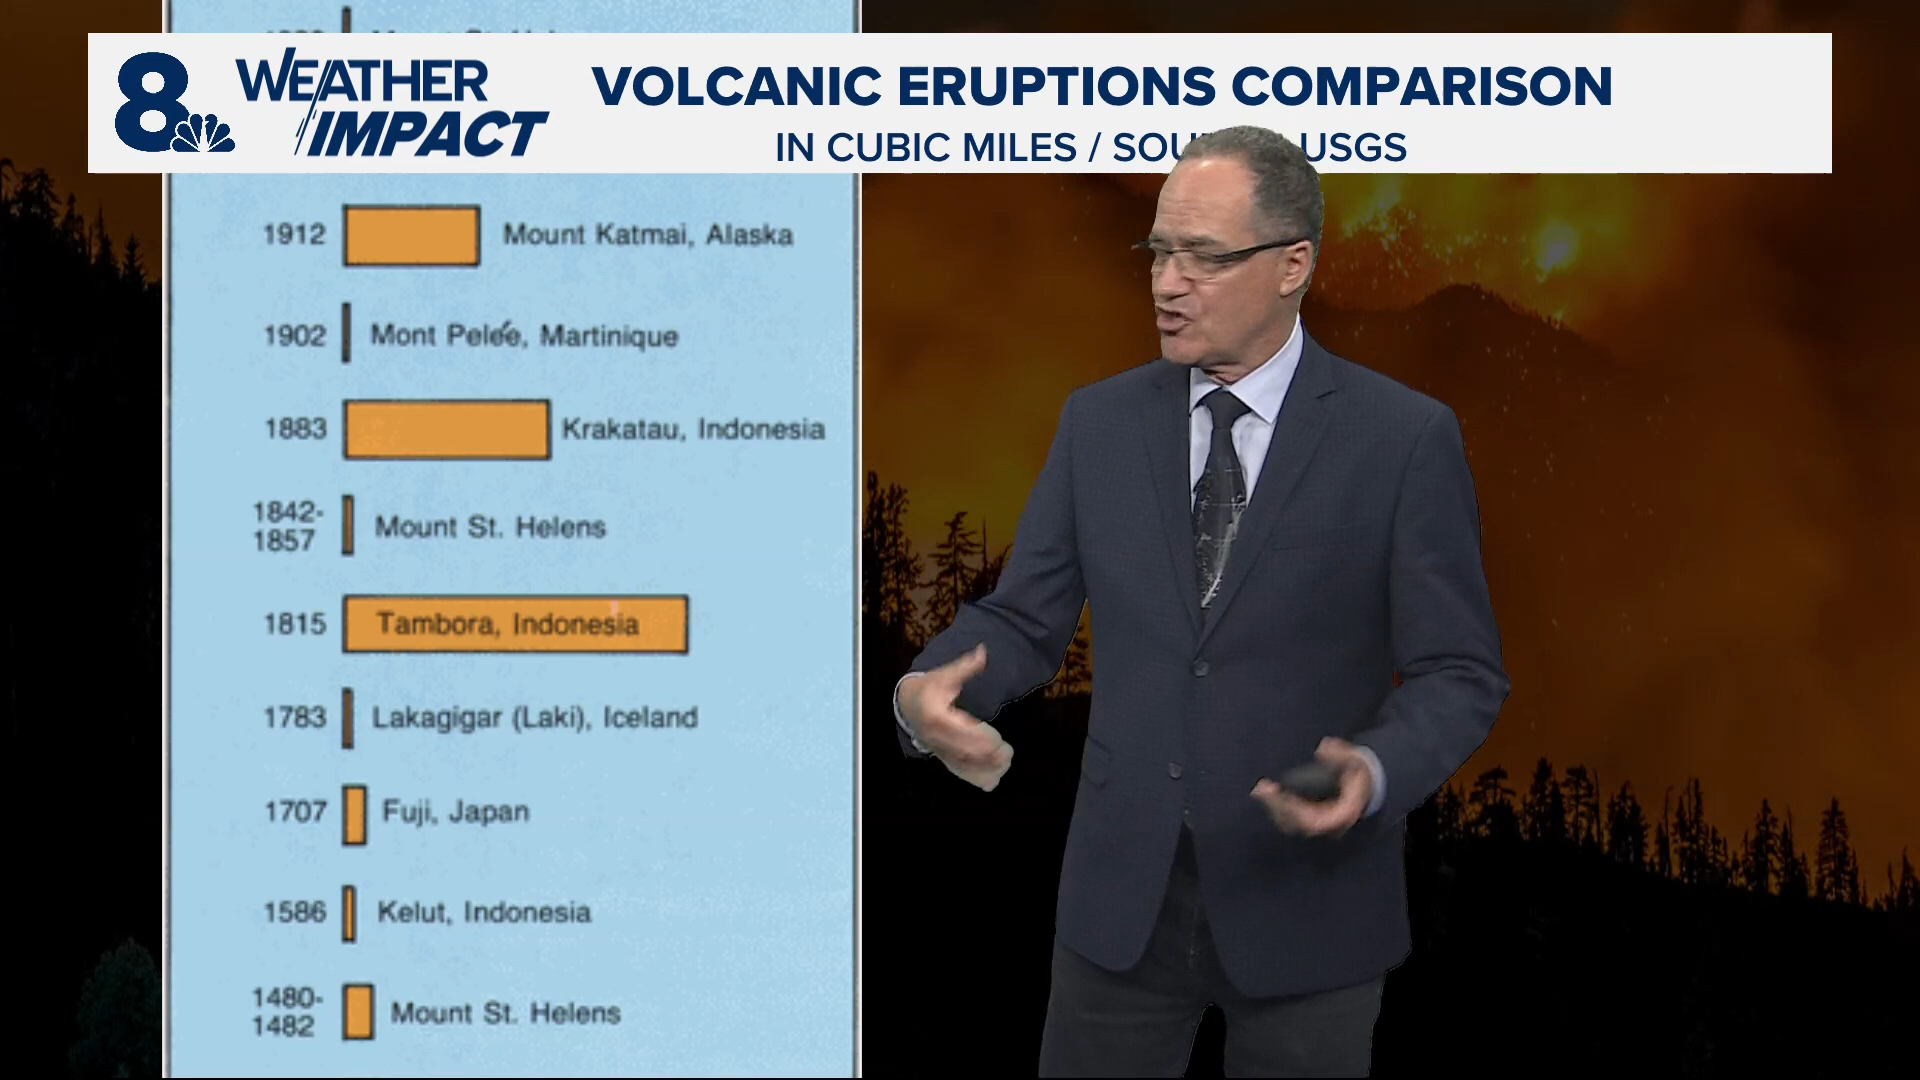 8 WEATHER IMPACT
VOLCANIC ERUPTIONS COMPARISON
IN CUBIC MILES / USGS
1912 Mount Katmai, Alaska
1902 Mont Pelée, Martinique
1883 Krakatau, Indonesia
1842-
1857 Mount St. Helens
1815 Tambora, Indonesia
1783 Lakagigar (Laki), Iceland
1707 Fuji, Japan
1586 Kelut, Indonesia
1480-
1482 Mount St. Helens